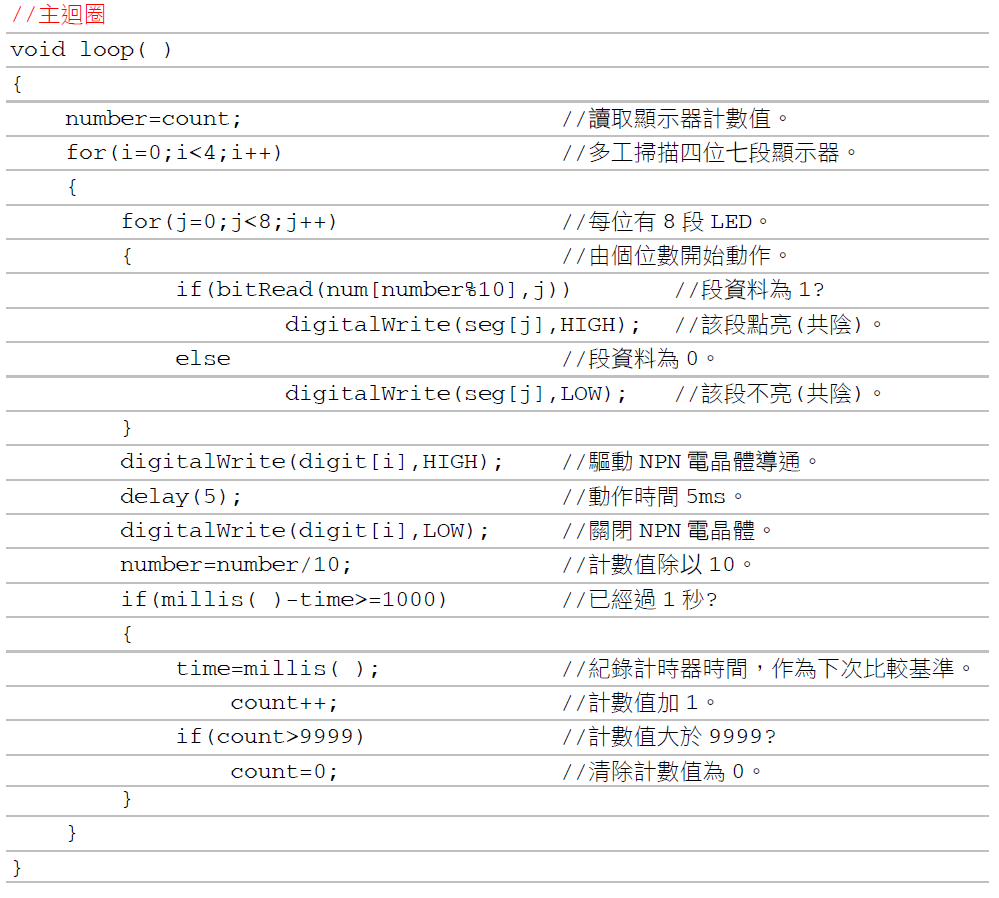 //主迴圈
void loop( )
{
number=count; //讀取顯示器計數值。
for(i=0;i<4;i++) //多工掃描四位七段顯示器。
{
for(j=0;j<8;j++) //每位有 8 段 LED。
{ //由個位數開始動作。
if(bitRead(num[number%10],j)) //段資料為 1?
digitalWrite(seg[j],HIGH); //該段點亮(共陰)。
else //段資料為 0。
digitalWrite(seg[j],LOW); //該段不亮(共陰)。
}
digitalWrite(digit[i],HIGH); //驅動 NPN 電晶體導通。
delay(5); //動作時間 5ms。
digitalWrite(digit[i],LOW); //關閉 NPN 電晶體。
number=number/10; //計數值除以 10。
if(millis( )-time>=1000) //已經過 1 秒?
{
time=millis( ); //紀錄計時器時間，作為下次比較基準。
count++; //計數值加 1。
if(count>9999) //計數值大於 9999?
count=0; //清除計數值為 0。
}
}
}